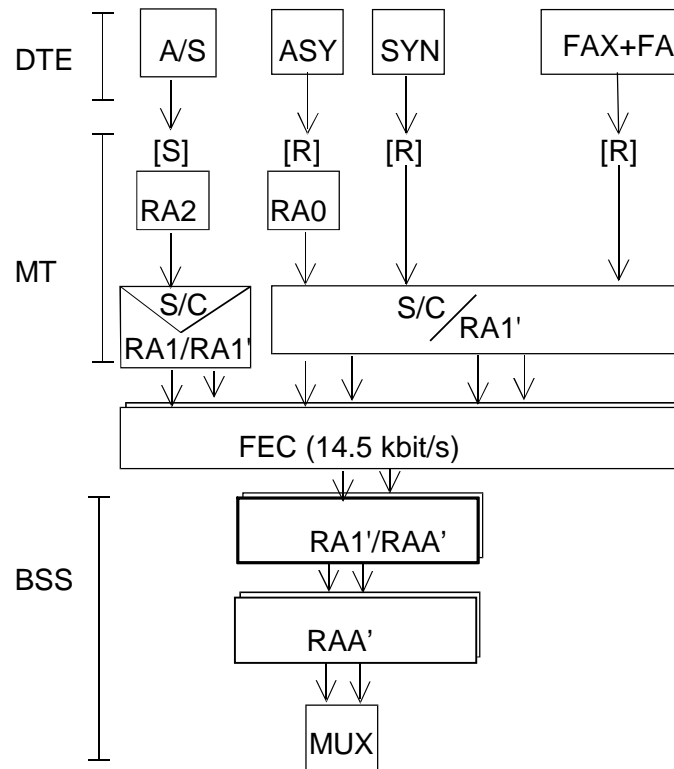 DTE
A/S
ASY
SYN
FAX+FA
[S]
[R]
[R]
[R]
RA2
RA0
MT
S/C
RA1/RA1'
S/C
RA1'
FEC (14.5 kbit/s)
RA1'/RAA’
BSS
RAA’
MUX